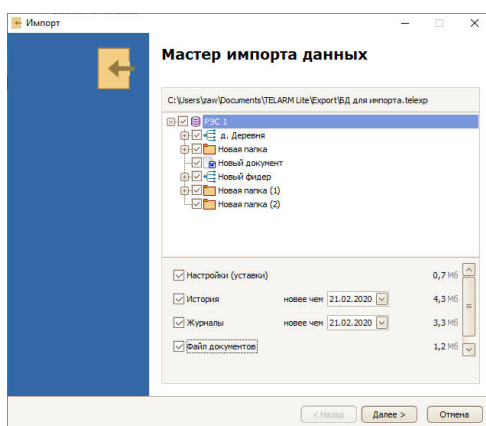 Импорт
Мастер импорта данных
C:\Users\zaw\Documents\TELARM Lite\Export\БД для импорта.telexp
РЭС 1
д. Деревня
Новая папка
Новый документ
Новый фидер
Новая папка (1)
Новая папка (2)
Настройки (уставки) 0,7 Мб
История новее чем 21.02.2020 4,3 Мб
Журналы новее чем 21.02.2020 3,3 Мб
Файл документов 1,2 Мб
< Назад Далее > Отмена